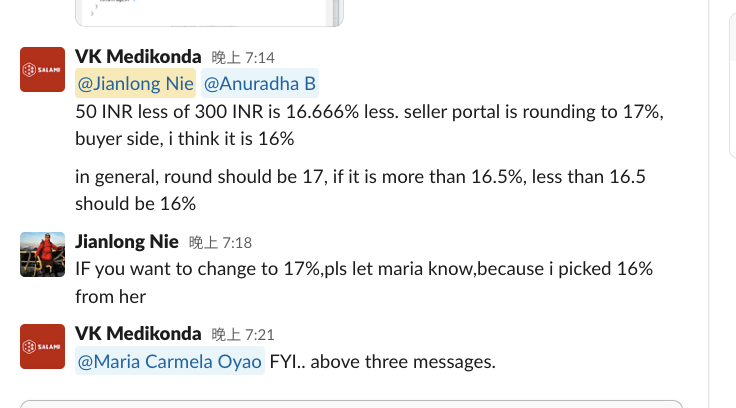 VK Medikonda 晚上 7:14
SALAMI
@Jianlong Nie @Anuradha B
50 INR less of 300 INR is 16.666% less. seller portal is rounding to 17%,
buyer side, i think it is 16%
in general, round should be 17, if it is more than 16.5%, less than 16.5
should be 16%
Jianlong Nie 晚上 7:18
IF you want to change to 17%,pls let maria know,because i picked 16%
from her
VK Medikonda 晚上 7:21
SALAMI
@Maria Carmela Oyao FYI.. above three messages.